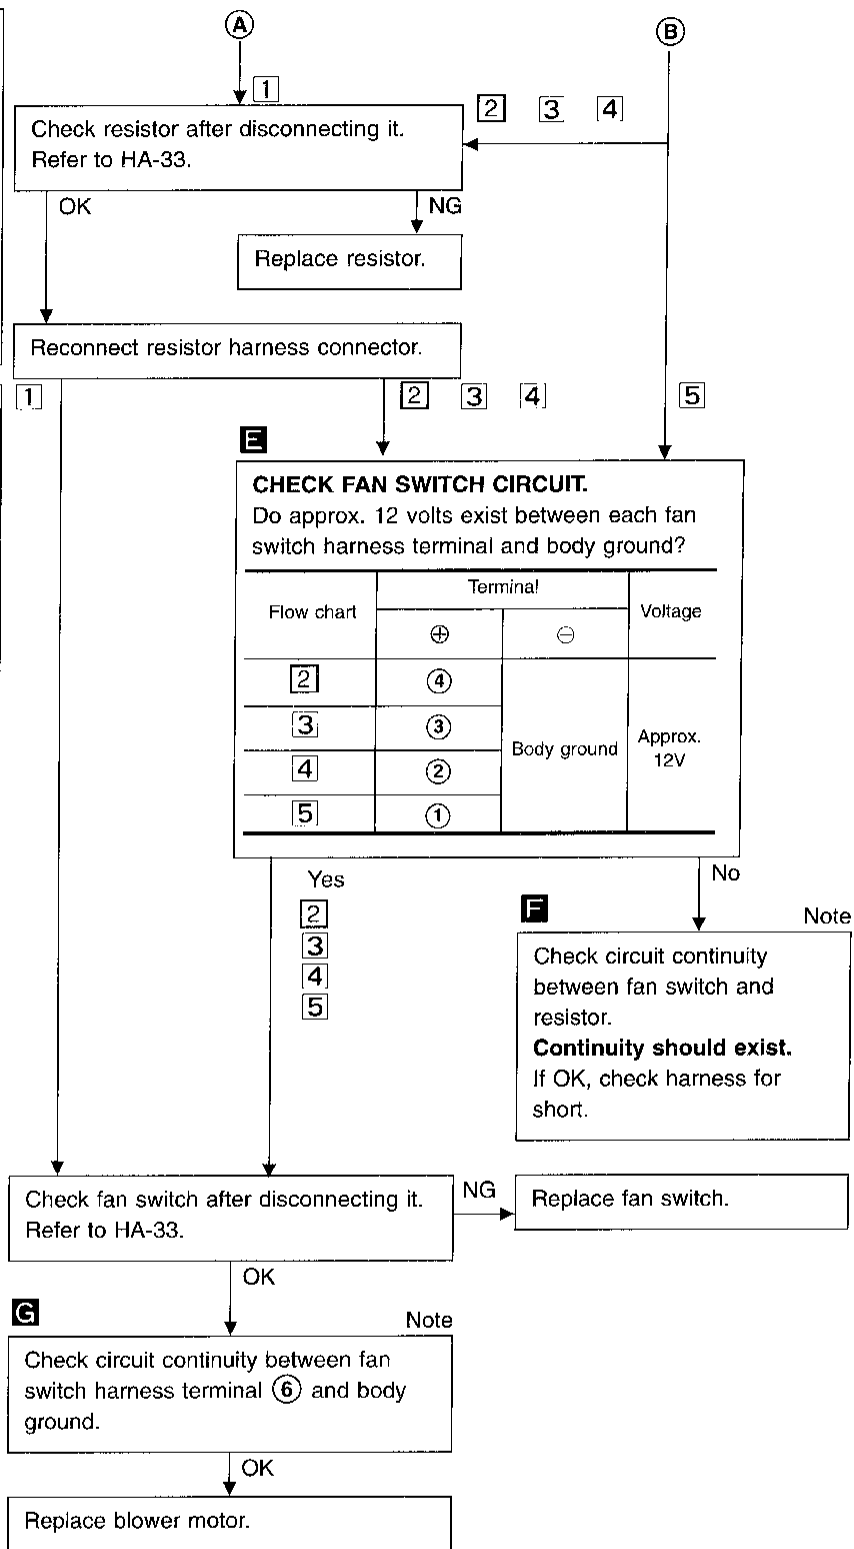 A
B
1
2 3 4
Check resistor after disconnecting it.
Refer to HA-33.
OK
NG
Replace resistor.
Reconnect resistor harness connector.
1
2 3 4
5
E
CHECK FAN SWITCH CIRCUIT.
Do approx. 12 volts exist between each fan
switch harness terminal and body ground?
Flow chart
Terminal
Voltage
⊕
⊖
2
④
3
③
4
②
5
①
Body ground
Approx.
12V
Yes
2
3
4
5
No
F
Note
Check circuit continuity
between fan switch and
resistor.
Continuity should exist.
If OK, check harness for
short.
Check fan switch after disconnecting it.
Refer to HA-33.
NG
Replace fan switch.
OK
G
Note
Check circuit continuity between fan
switch harness terminal ⑥ and body
ground.
OK
Replace blower motor.